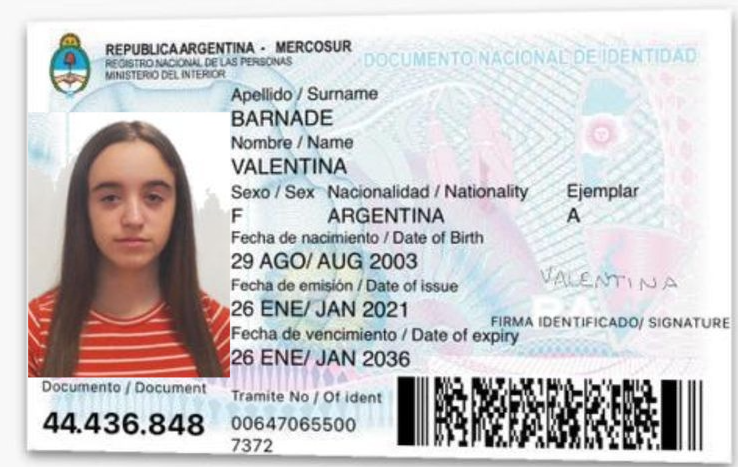 REPUBLICA ARGENTINA - MERCOSUR
REGISTRO NACIONAL DE LAS PERSONAS
MINISTERIO DEL INTERIOR
DOCUMENTO NACIONAL DE IDENTIDAD
Apellido / Surname
BARNADE
Nombre / Name
VALENTINA
Sexo / Sex Nacionalidad / Nationality Ejemplar
F ARGENTINA A
Fecha de nacimiento / Date of Birth
29 AGO/ AUG 2003
Fecha de emisión / Date of issue
26 ENE/ JAN 2021
VALENTINA
FIRMA IDENTIFICADO/ SIGNATURE
Fecha de vencimiento / Date of expiry
26 ENE/ JAN 2036
Documento / Document
44.436.848
Tramite No / Of ident
00647065500
7372